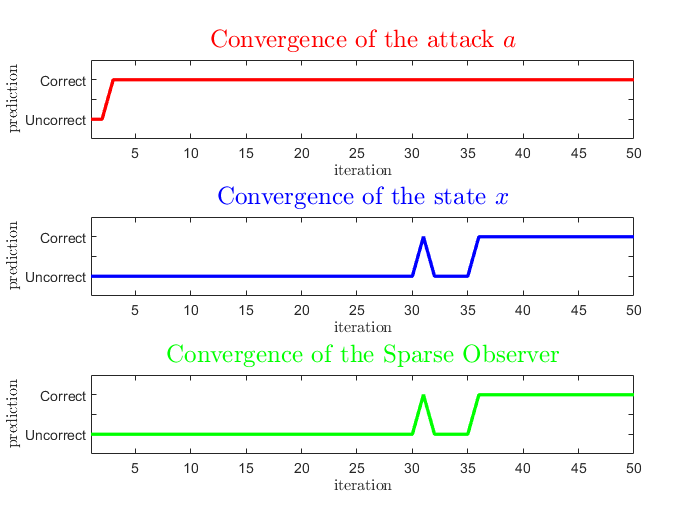 Convergence of the attack a
prediction
Correct
Uncorrect
5 10 15 20 25 30 35 40 45 50
iteration
Convergence of the state x
prediction
Correct
Uncorrect
5 10 15 20 25 30 35 40 45 50
iteration
Convergence of the Sparse Observer
prediction
Correct
Uncorrect
5 10 15 20 25 30 35 40 45 50
iteration